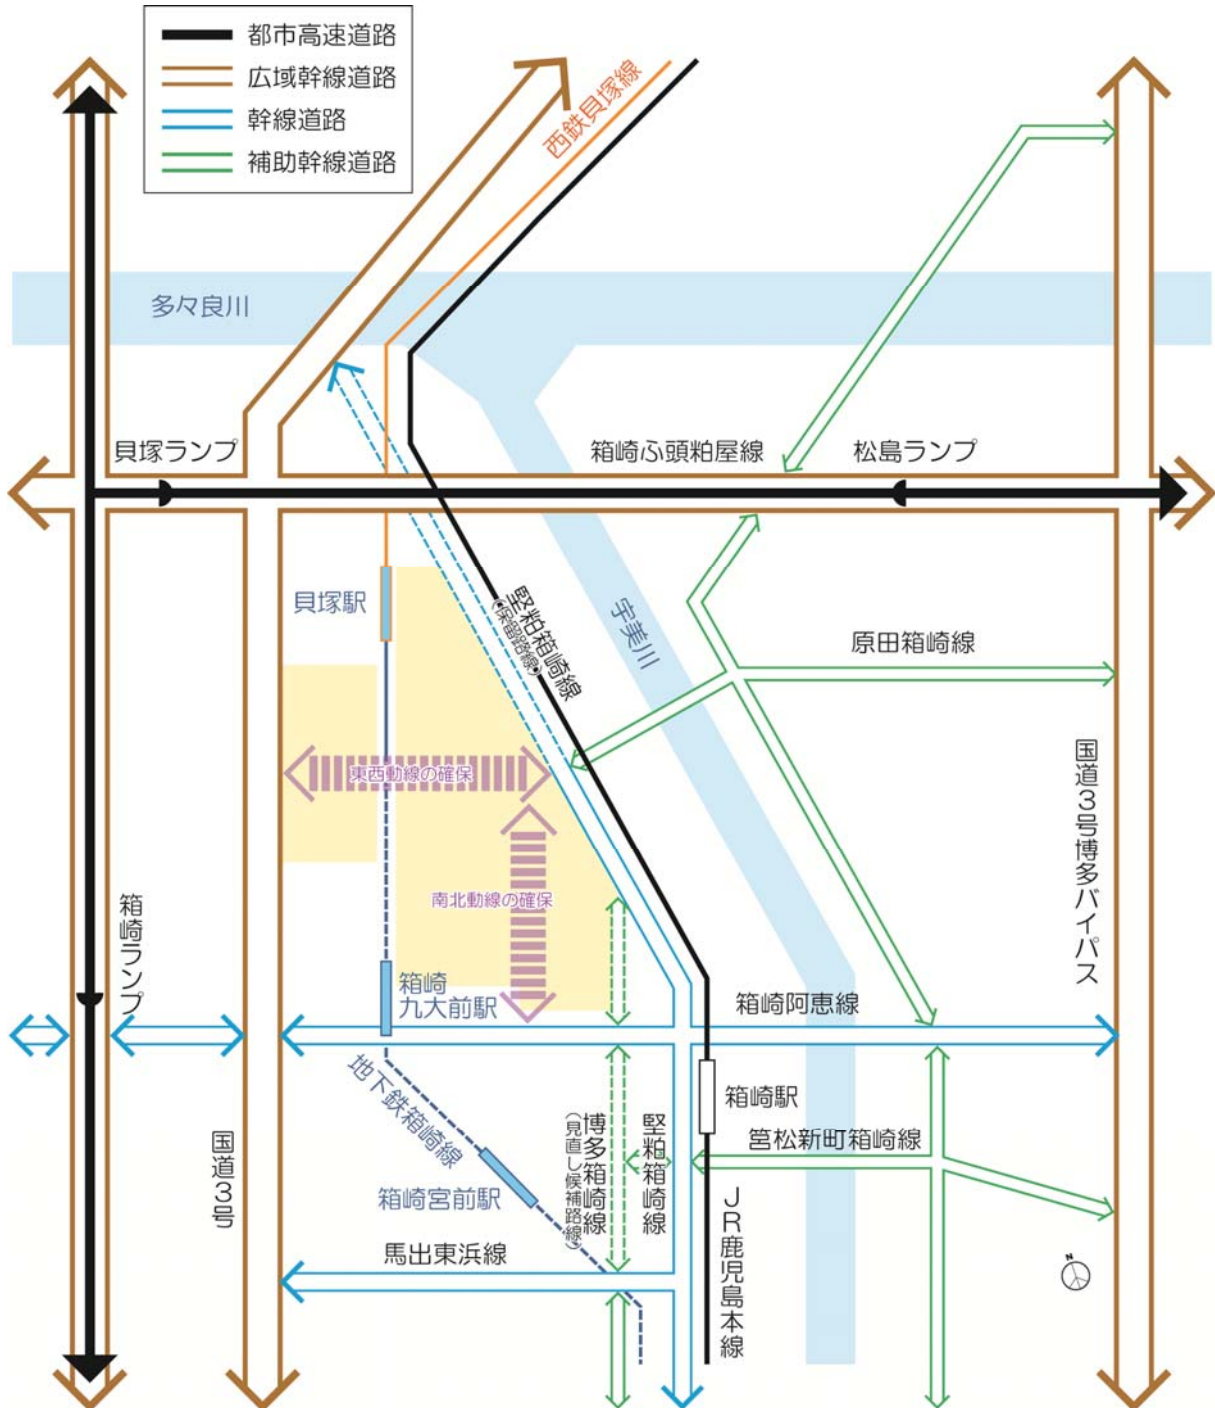 都市高速道路
広域幹線道路
幹線道路
補助幹線道路
西鉄貝塚線
多々良川
貝塚ランプ
箱崎ふ頭粕屋線
松島ランプ
貝塚駅
堅粕箱崎線
(保留路線)
宇美川
原田箱崎線
東西動線の確保
国道3号博多バイパス
南北動線の確保
箱崎ランプ
箱崎
九大前駅
箱崎阿恵線
地下鉄箱崎線
箱崎駅
博多箱崎線
(見直し候補路線)
堅粕箱崎線
筥松新町箱崎線
国道3号
箱崎宮前駅
JR鹿児島本線
馬出東浜線
N